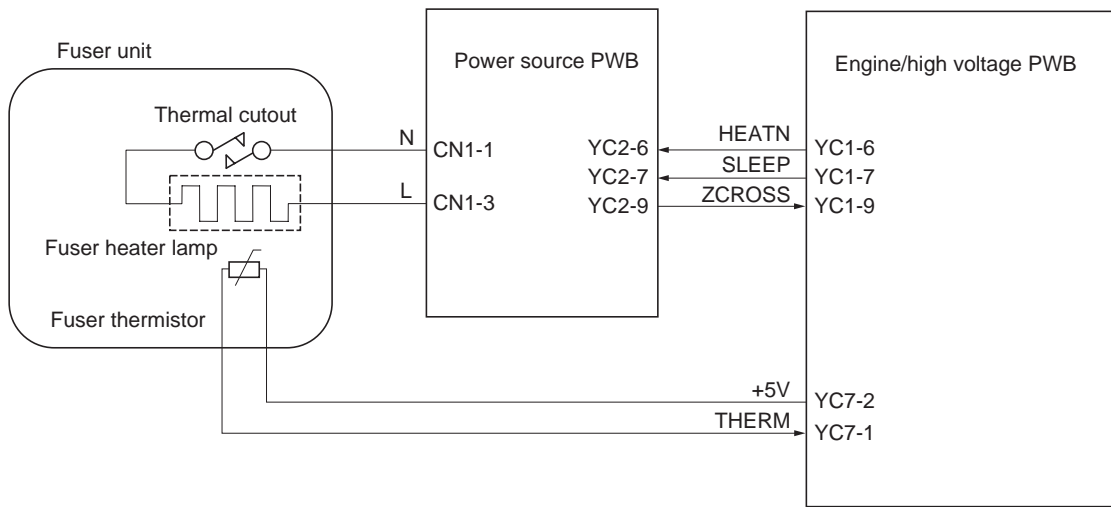 Fuser unit
Power source PWB
Engine/high voltage PWB
Thermal cutout
N
CN1-1
L
CN1-3
YC2-6
HEATN
YC1-6
YC2-7
SLEEP
YC1-7
YC2-9
ZCROSS
YC1-9
Fuser heater lamp
Fuser thermistor
+5V
YC7-2
THERM
YC7-1